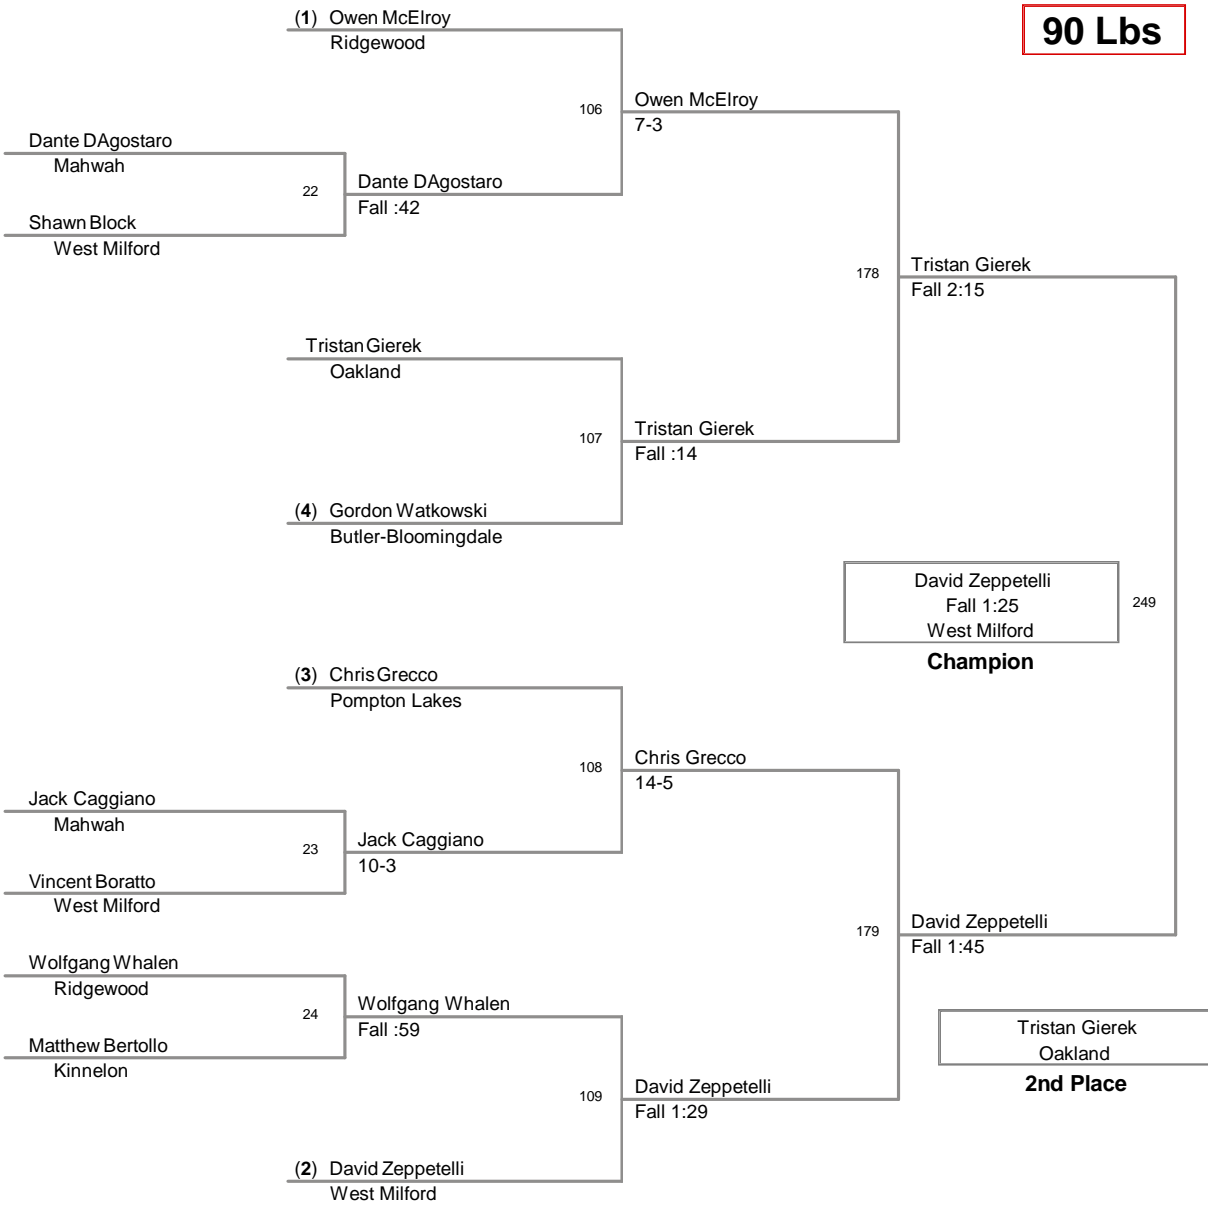 90 Lbs
(1) Owen McElroy
Ridgewood
106
Owen McElroy
7-3
Dante DAgostaro
Mahwah
22
Dante DAgostaro
Fall :42
Shawn Block
West Milford
178
Tristan Gierek
Fall 2:15
Tristan Gierek
Oakland
107
Tristan Gierek
Fall :14
(4) Gordon Watkowski
Butler-Bloomingdale
David Zeppetelli
Fall 1:25
West Milford
249
Champion
(3) Chris Grecco
Pompton Lakes
108
Chris Grecco
14-5
Jack Caggiano
Mahwah
23
Jack Caggiano
10-3
Vincent Boratto
West Milford
179
David Zeppetelli
Fall 1:45
Wolfgang Whalen
Ridgewood
24
Wolfgang Whalen
Fall :59
Matthew Bertollo
Kinnelon
Tristan Gierek
Oakland
2nd Place
109
David Zeppetelli
Fall 1:29
(2) David Zeppetelli
West Milford